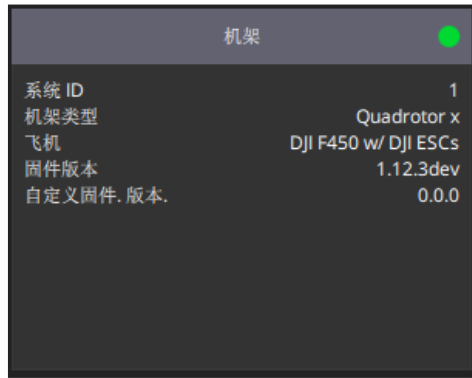 机架
系统 ID 1
机架类型 Quadrotor x
飞机 DJI F450 w/ DJI ESCs
固件版本 1.12.3dev
自定义固件. 版本. 0.0.0